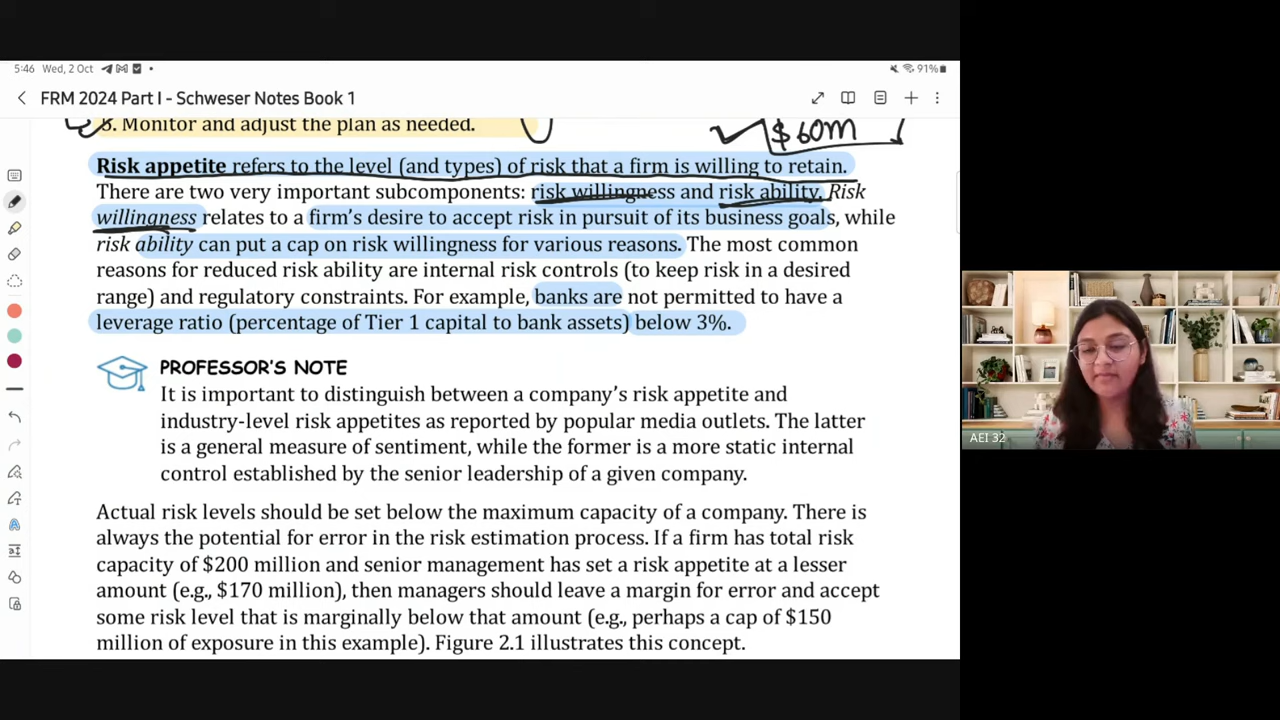 5:46 Wed, 2 Oct
91%
FRM 2024 Part I - Schweser Notes Book 1
5. Monitor and adjust the plan as needed.
$60m
Risk appetite refers to the level (and types) of risk that a firm is willing to retain.
There are two very important subcomponents: risk willingness and risk ability. Risk
willingness relates to a firm's desire to accept risk in pursuit of its business goals, while
risk ability can put a cap on risk willingness for various reasons. The most common
reasons for reduced risk ability are internal risk controls (to keep risk in a desired
range) and regulatory constraints. For example, banks are not permitted to have a
leverage ratio (percentage of Tier 1 capital to bank assets) below 3%.
PROFESSOR'S NOTE
It is important to distinguish between a company's risk appetite and
industry-level risk appetites as reported by popular media outlets. The latter
is a general measure of sentiment, while the former is a more static internal
control established by the senior leadership of a given company.
AEI 32
Actual risk levels should be set below the maximum capacity of a company. There is
always the potential for error in the risk estimation process. If a firm has total risk
capacity of $200 million and senior management has set a risk appetite at a lesser
amount (e.g., $170 million), then managers should leave a margin for error and accept
some risk level that is marginally below that amount (e.g., perhaps a cap of $150
million of exposure in this example). Figure 2.1 illustrates this concept.